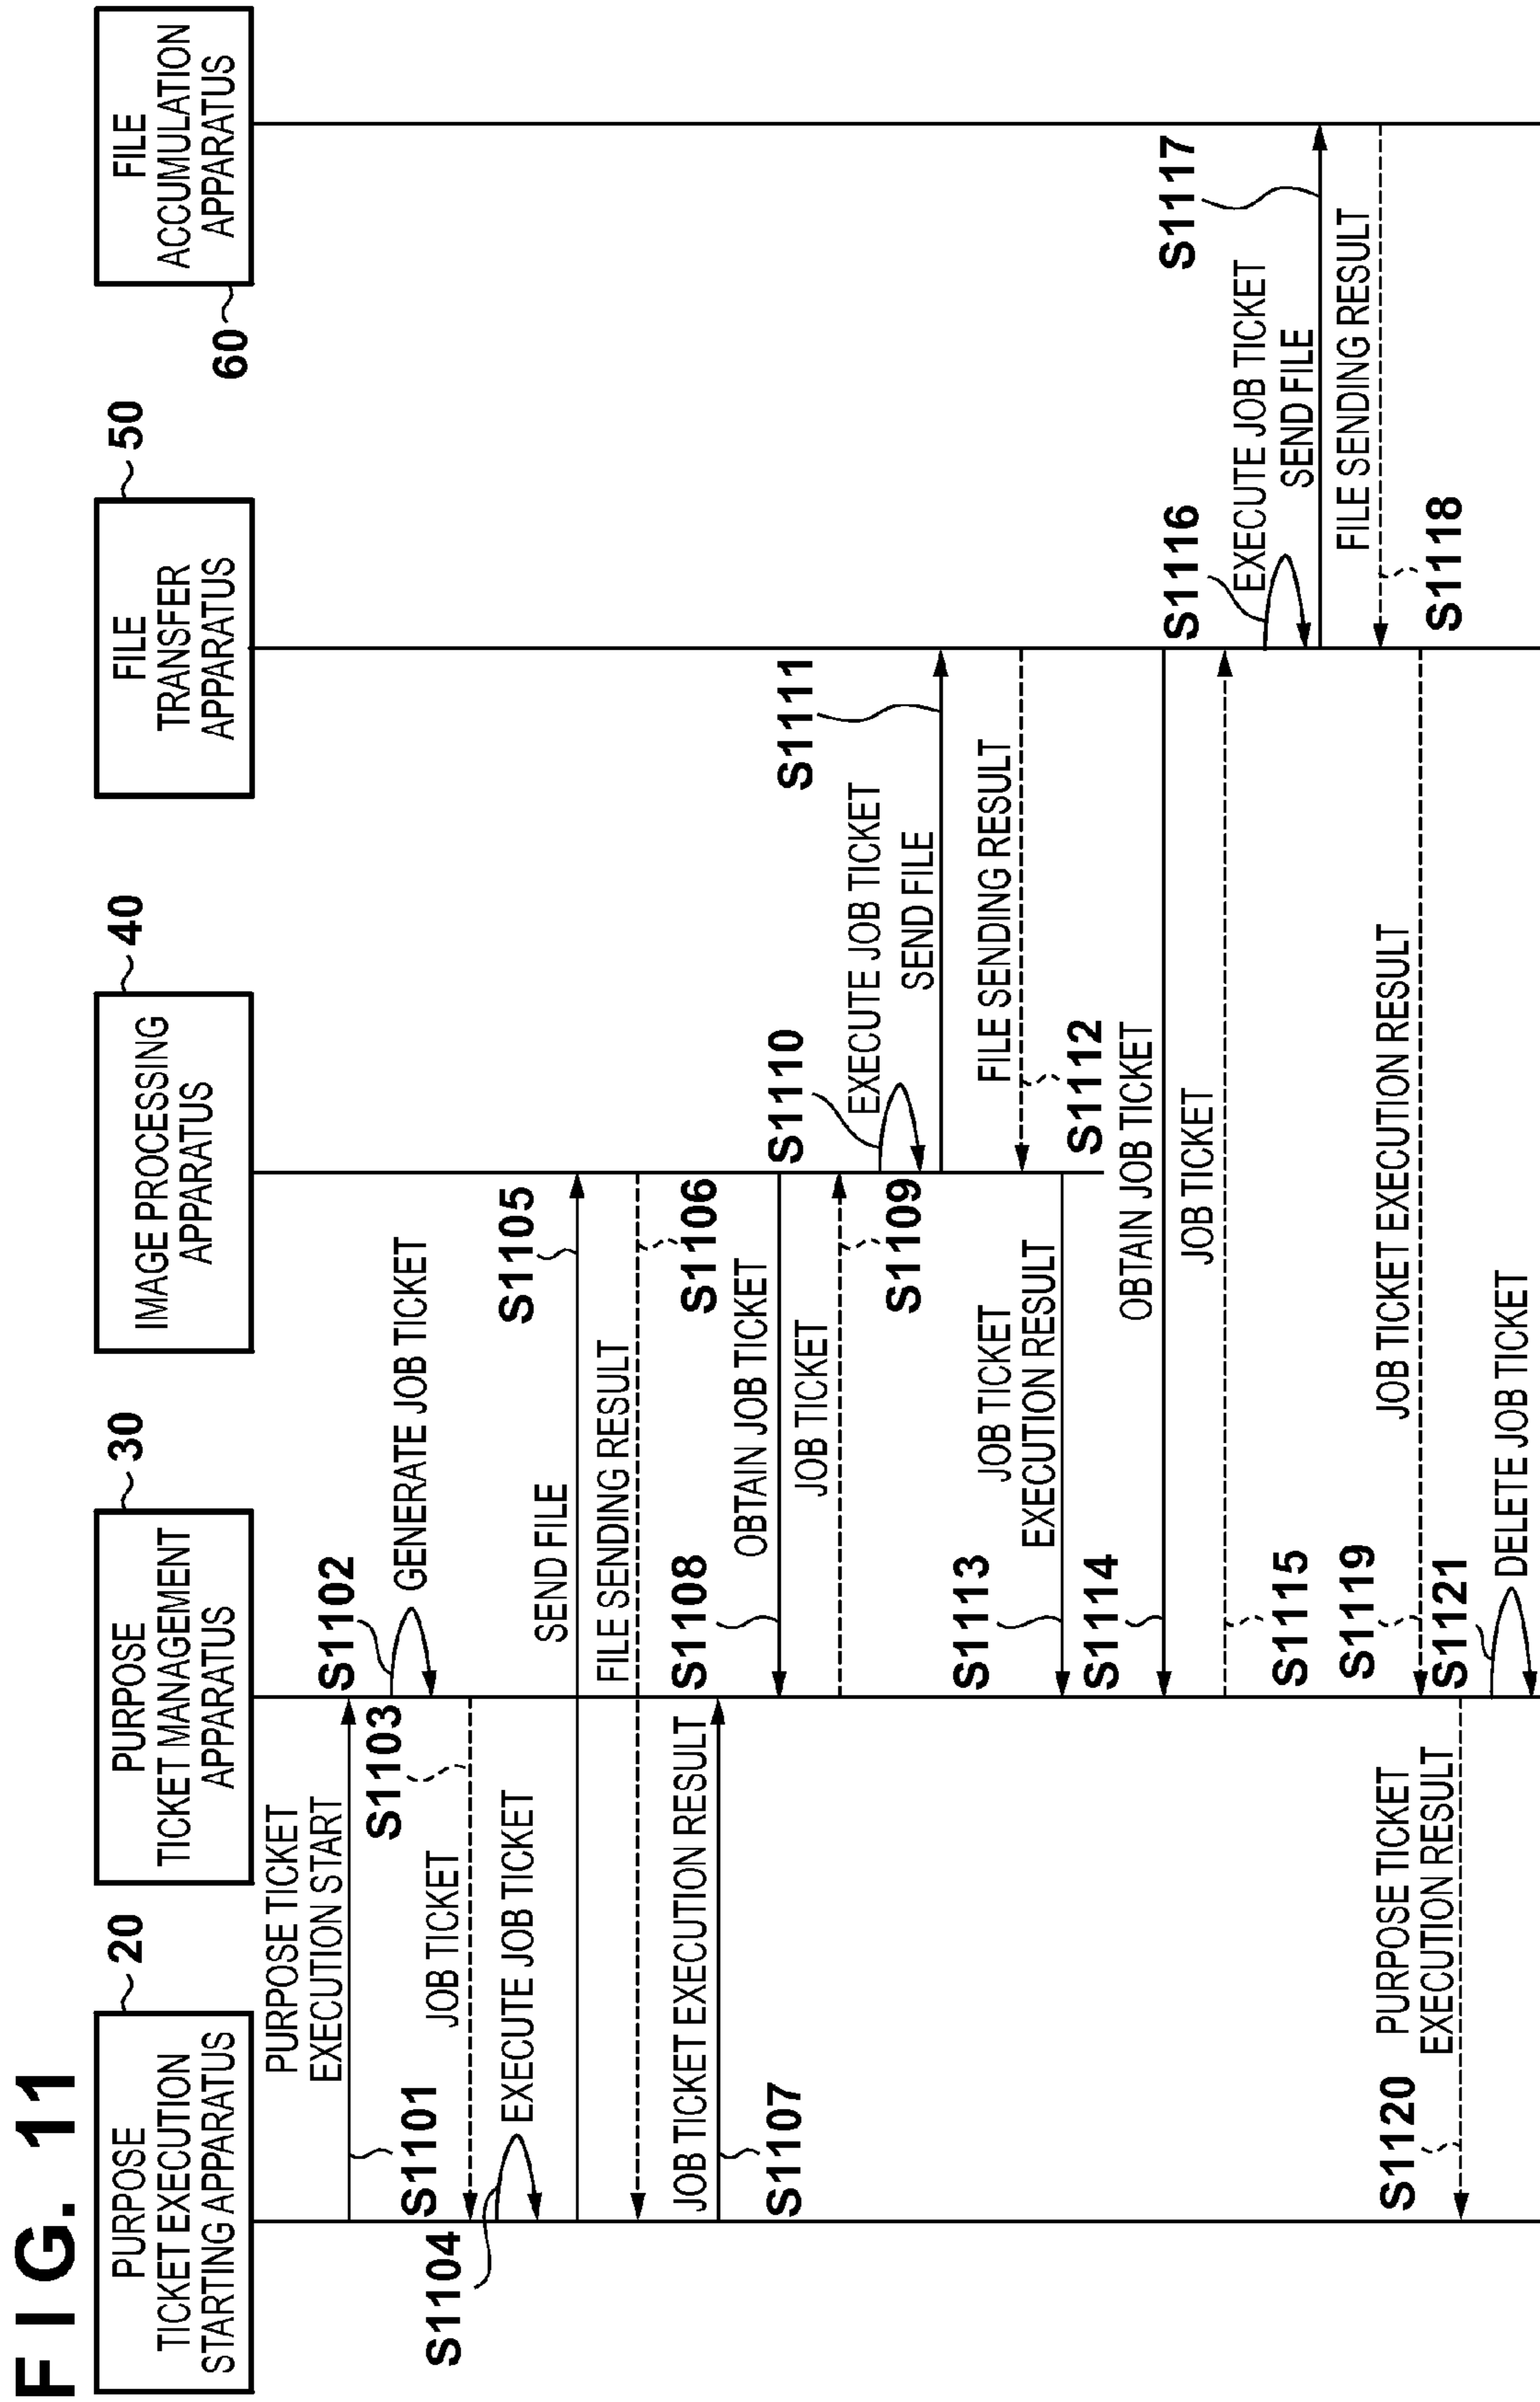 FIG. 11
PURPOSE
TICKET EXECUTION
STARTING APPARATUS
20
PURPOSE
TICKET MANAGEMENT
APPARATUS
30
IMAGE PROCESSING
APPARATUS
40
FILE
TRANSFER
APPARATUS
50
FILE
ACCUMULATION
APPARATUS
60
PURPOSE TICKET
EXECUTION START
S1101
S1102
GENERATE JOB TICKET
S1103
JOB TICKET
S1104
EXECUTE JOB TICKET
SEND FILE
S1105
FILE SENDING RESULT
S1106
JOB TICKET EXECUTION RESULT
S1107
S1108
OBTAIN JOB TICKET
JOB TICKET
S1109
S1110
EXECUTE JOB TICKET
SEND FILE
S1111
FILE SENDING RESULT
S1112
S1113
JOB TICKET
EXECUTION RESULT
S1114
OBTAIN JOB TICKET
JOB TICKET
S1115
S1116
EXECUTE JOB TICKET
SEND FILE
S1117
FILE SENDING RESULT
S1118
S1119
JOB TICKET EXECUTION RESULT
PURPOSE TICKET
EXECUTION RESULT
S1120
S1121
DELETE JOB TICKET